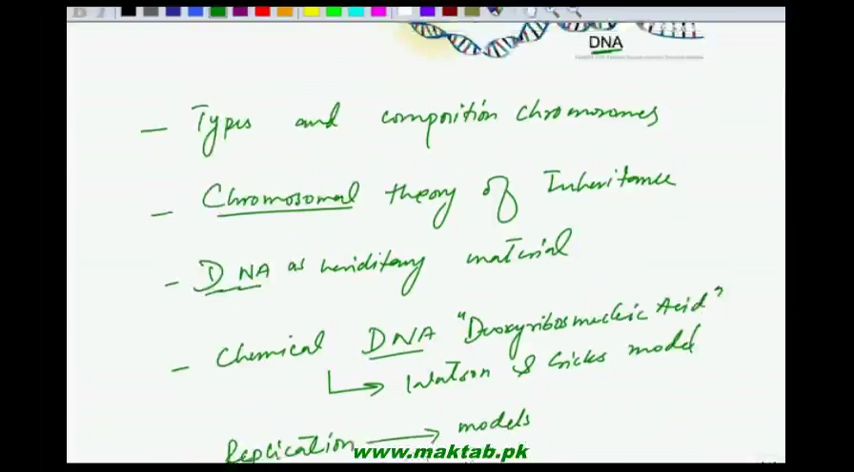 DNA
– Types and composition chromosomes
– Chromosomal theory of Inheritance
– DNA as heriditary material
– Chemical DNA "Deoxyribosnucleic Acid"
→ Watson & Cricks model
Replication → models
www.maktab.pk